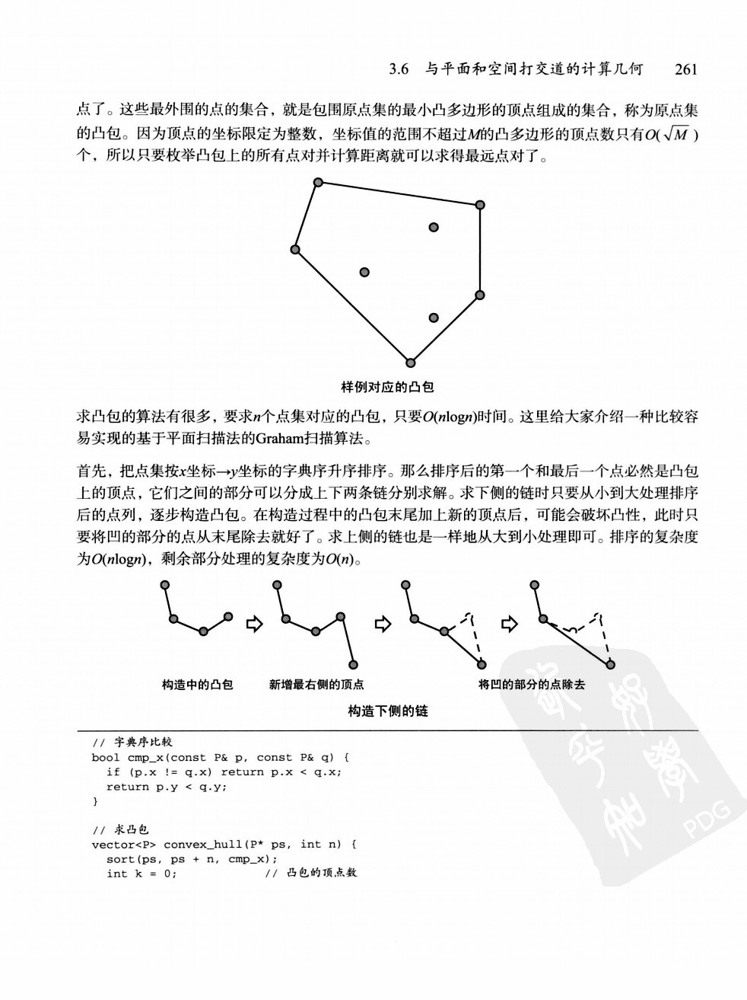 3.6 与平面和空间打交道的计算几何 261
点了。这些最外围的点的集合，就是包围原点集的最小凸多边形的顶点组成的集合，称为原点集
的凸包。因为顶点的坐标限定为整数，坐标值的范围不超过M的凸多边形的顶点数只有O(√M)
个，所以只要枚举凸包上的所有点对并计算距离就可以求得最远点对了。
样例对应的凸包
求凸包的算法有很多，要求n个点集对应的凸包，只要O(nlogn)时间。这里给大家介绍一种比较容
易实现的基于平面扫描法的Graham扫描算法。
首先，把点集按x坐标→y坐标的字典序升序排序。那么排序后的第一个和最后一个点必然是凸包
上的顶点，它们之间的部分可以分成上下两条链分别求解。求下侧的链时只要从小到大处理排序
后的点列，逐步构造凸包。在构造过程中的凸包末尾加上新的顶点后，可能会破坏凸性，此时只
要将凹的部分的点从末尾除去就好了。求上侧的链也是一样地从大到小处理即可。排序的复杂度
为O(nlogn)，剩余部分处理的复杂度为O(n)。
构造中的凸包 新增最右侧的顶点 将凹的部分的点除去
构造下侧的链
// 字典序比较
bool cmp_x(const P& p, const P& q) {
if (p.x != q.x) return p.x < q.x;
return p.y < q.y;
}
// 求凸包
vector<P> convex_hull(P* ps, int n) {
sort(ps, ps + n, cmp_x);
int k = 0; // 凸包的顶点数
PDG